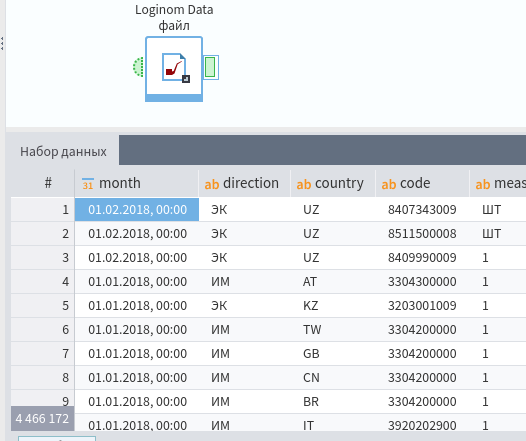 Loginom Data
файл
Набор данных
# 31 month ab direction ab country ab code ab meas
1 01.02.2018, 00:00 ЭК UZ 8407343009 ШТ
2 01.02.2018, 00:00 ЭК UZ 8511500008 ШТ
3 01.02.2018, 00:00 ЭК UZ 8409990009 1
4 01.01.2018, 00:00 ИМ AT 3304300000 1
5 01.01.2018, 00:00 ЭК KZ 3203001009 1
6 01.01.2018, 00:00 ИМ TW 3304200000 1
7 01.01.2018, 00:00 ИМ GB 3304200000 1
8 01.01.2018, 00:00 ИМ CN 3304200000 1
9 01.01.2018, 00:00 ИМ BR 3304200000 1
4 466 172 01.01.2018, 00:00 ИМ IT 3920202900 1